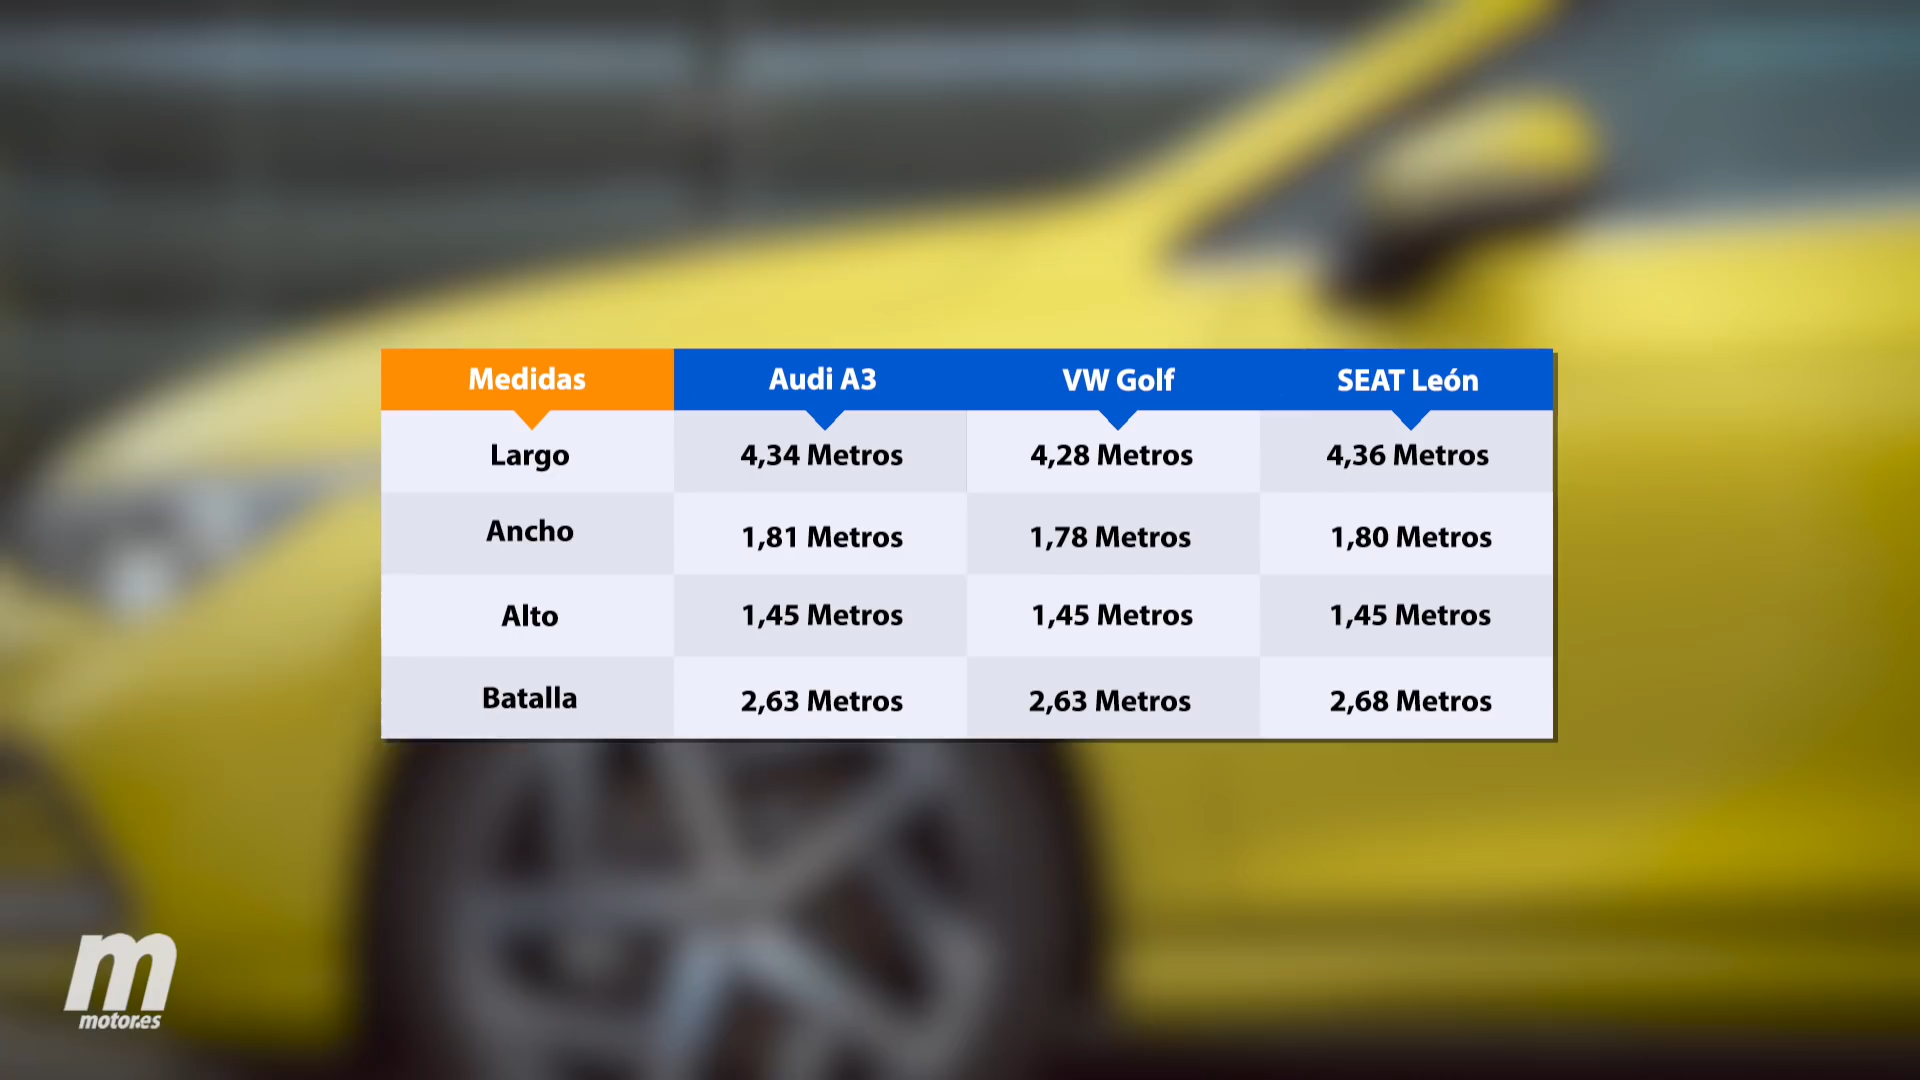 Medidas Audi A3 VW Golf SEAT León
Largo 4,34 Metros 4,28 Metros 4,36 Metros
Ancho 1,81 Metros 1,78 Metros 1,80 Metros
Alto 1,45 Metros 1,45 Metros 1,45 Metros
Batalla 2,63 Metros 2,63 Metros 2,68 Metros
m
motor.es